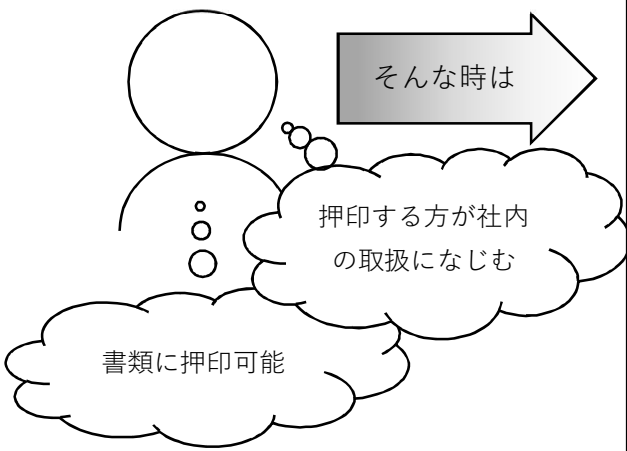 そんな時は
押印する方が社内
の取扱になじむ
書類に押印可能